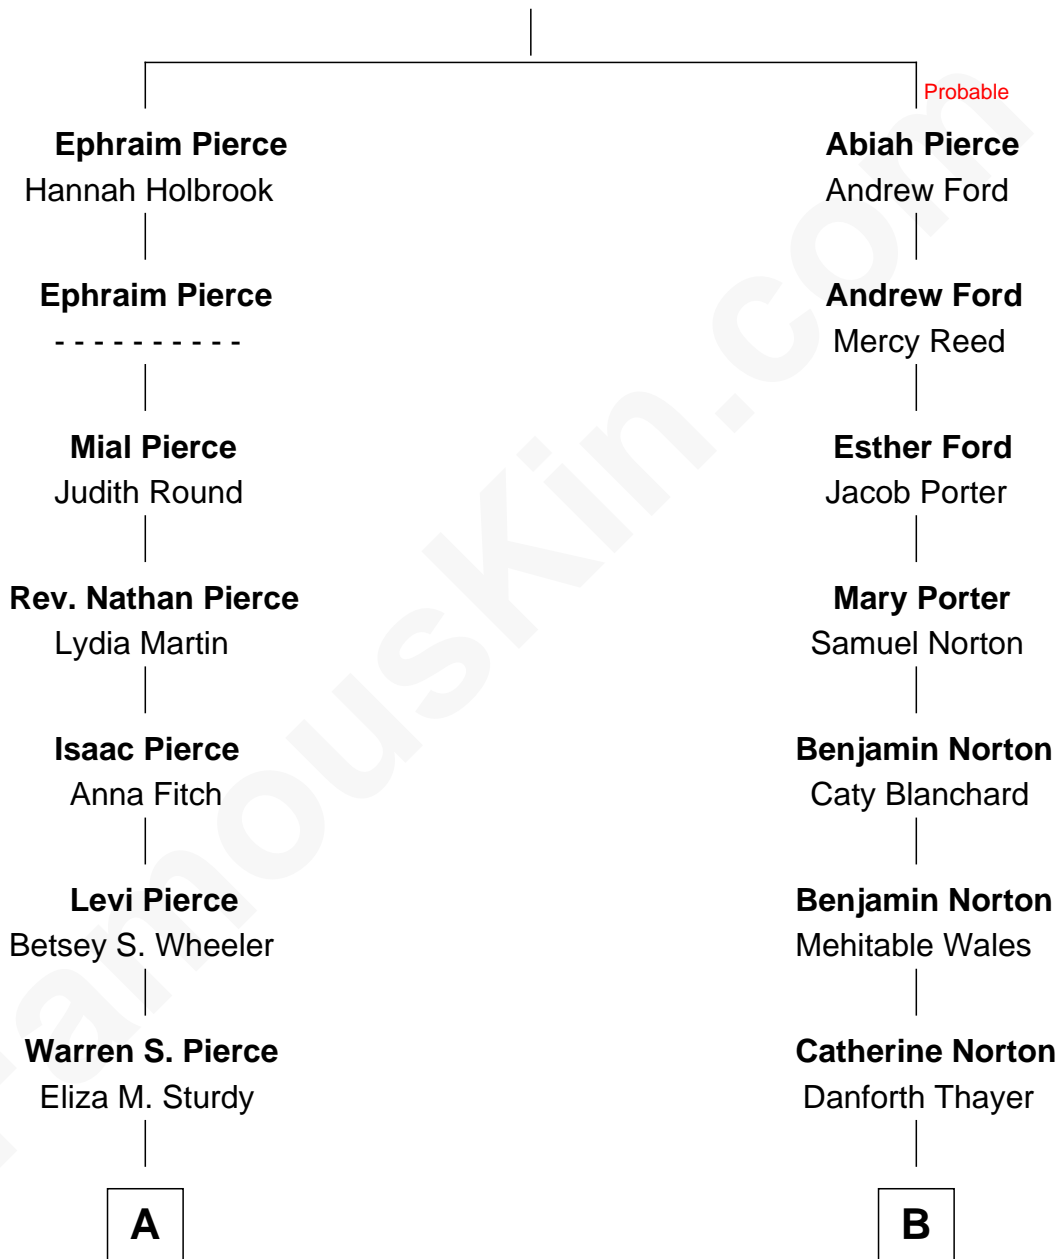 Probable
Ephraim Pierce
Hannah Holbrook
Abiah Pierce
Andrew Ford
Ephraim Pierce
- - - - - - - - - -
Andrew Ford
Mercy Reed
Mial Pierce
Judith Round
Esther Ford
Jacob Porter
Rev. Nathan Pierce
Lydia Martin
Mary Porter
Samuel Norton
Isaac Pierce
Anna Fitch
Benjamin Norton
Caty Blanchard
Levi Pierce
Betsey S. Wheeler
Benjamin Norton
Mehitable Wales
Warren S. Pierce
Eliza M. Sturdy
Catherine Norton
Danforth Thayer
A
B
FamousKin.com